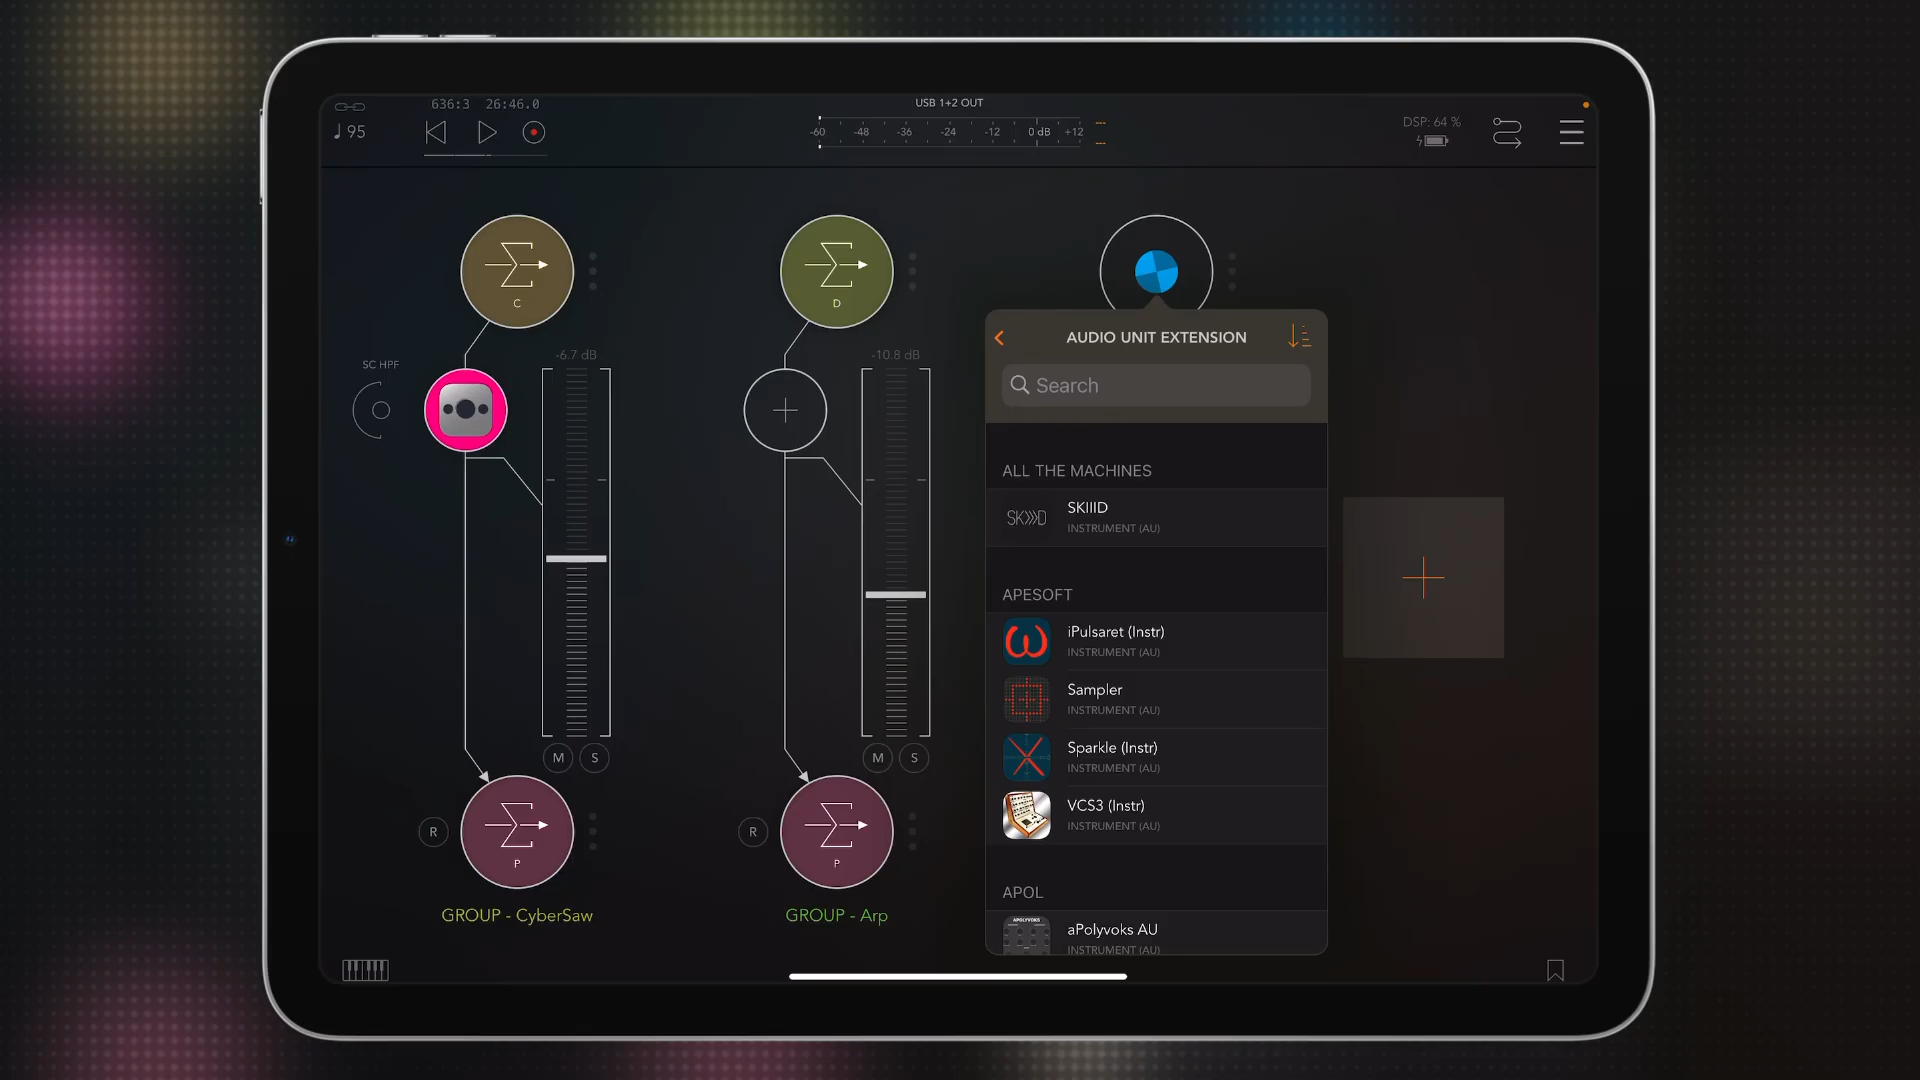 636:3 26:46.0
95
USB 1+2 OUT
-60 -48 -36 -24 -12 0 dB +12
DSP: 64 %
C
D
SC HPF
-6.7 dB
-10.8 dB
AUDIO UNIT EXTENSION
Search
ALL THE MACHINES
SKIIID
INSTRUMENT (AU)
APESOFT
iPulsaret (Instr)
INSTRUMENT (AU)
Sampler
INSTRUMENT (AU)
Sparkle (Instr)
INSTRUMENT (AU)
VCS3 (Instr)
INSTRUMENT (AU)
APOL
APOLYVOKS
aPolyvoks AU
INSTRUMENT (AU)
M S
M S
R
P
R
P
GROUP - CyberSaw
GROUP - Arp